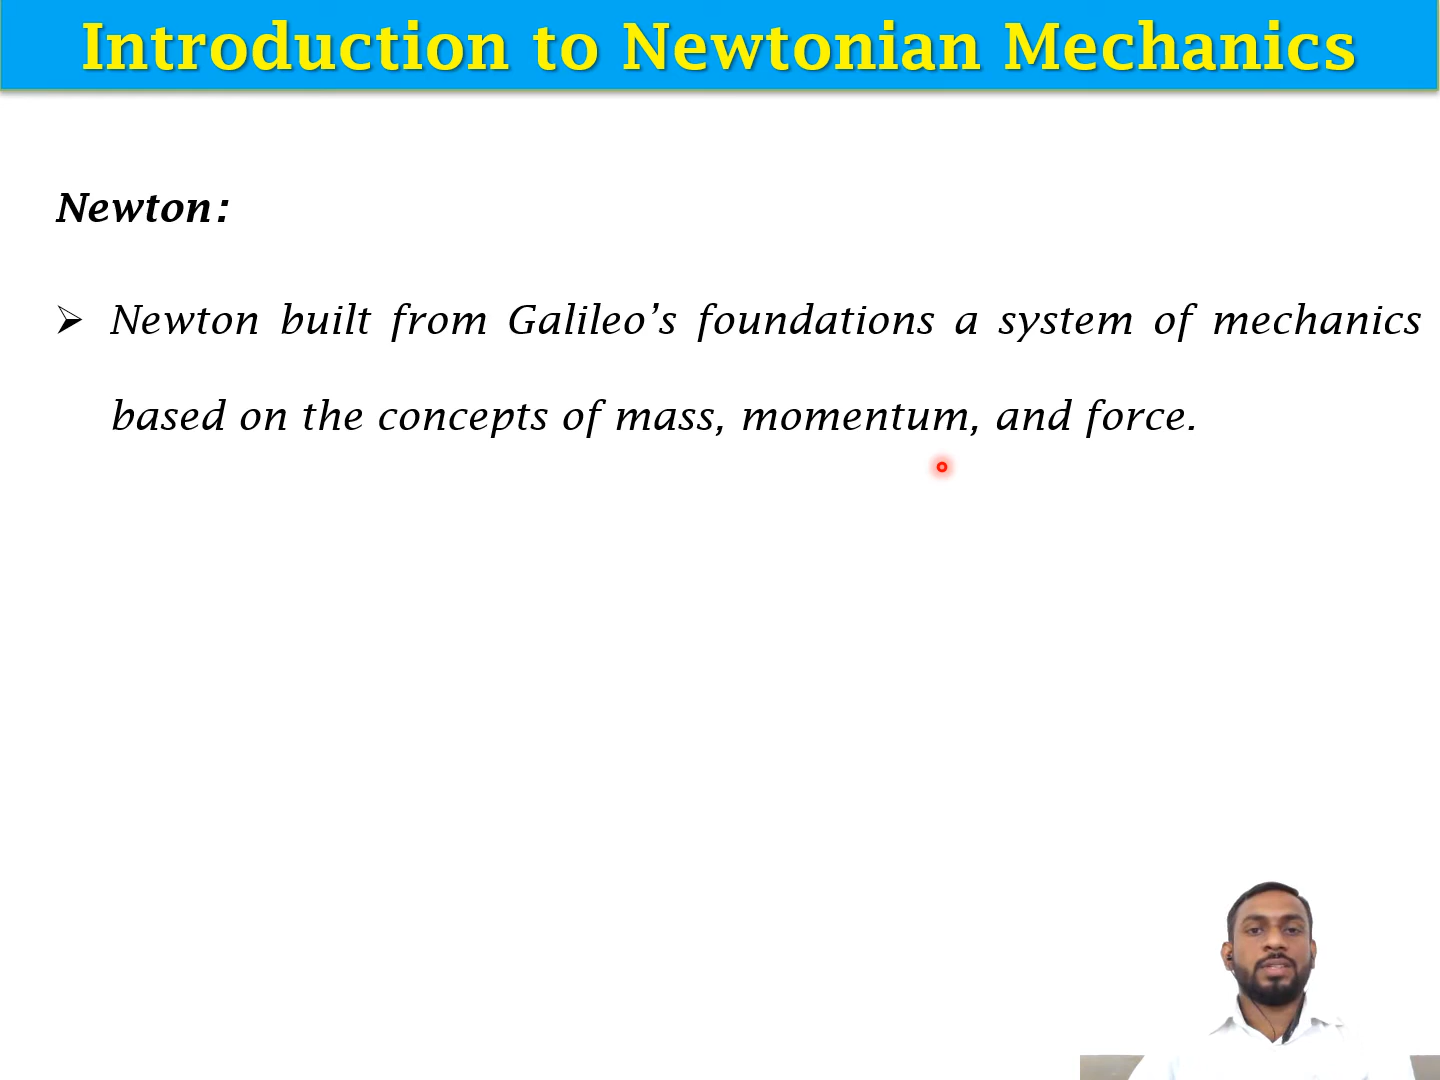 Introduction to Newtonian Mechanics
Newton:
➢ Newton built from Galileo’s foundations a system of mechanics
based on the concepts of mass, momentum, and force.